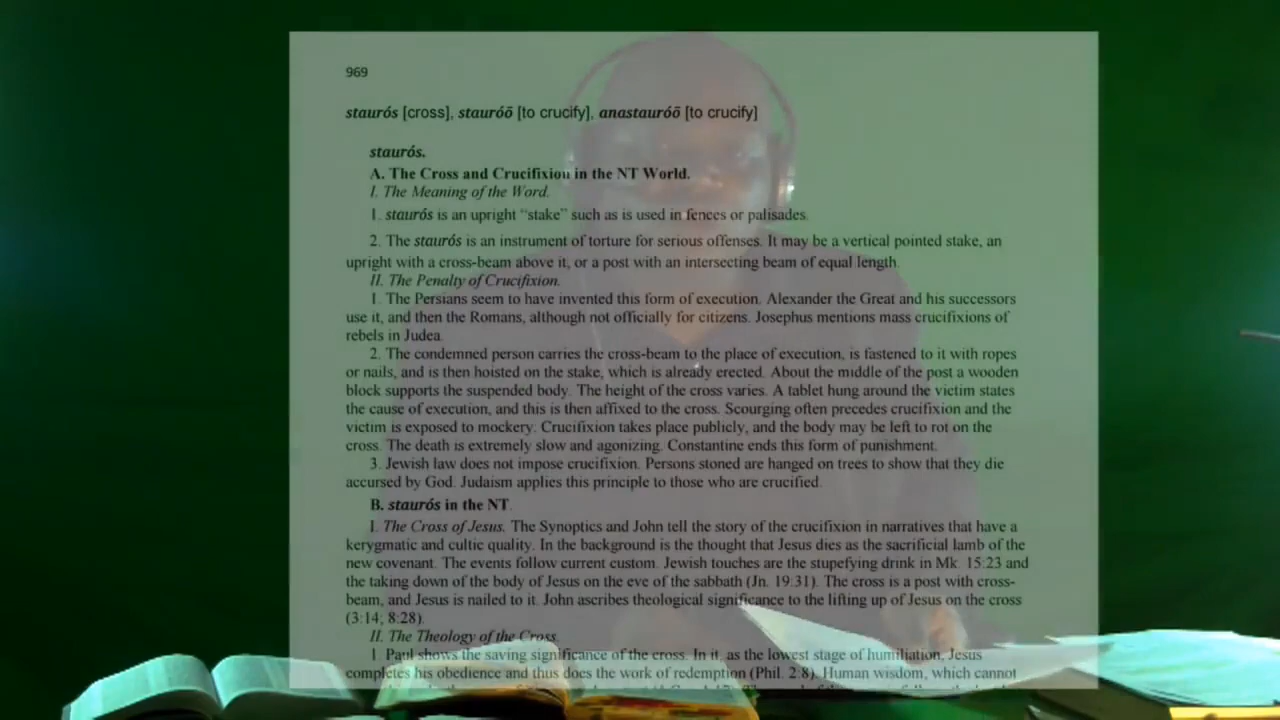 969
staurós [cross], stauróō [to crucify], anastauróō [to crucify]
staurós.
A. The Cross and Crucifixion in the NT World.
I. The Meaning of the Word.
1. staurós is an upright “stake” such as is used in fences or palisades.
2. The staurós is an instrument of torture for serious offenses. It may be a vertical pointed stake, an
upright with a cross-beam above it, or a post with an intersecting beam of equal length.
II. The Penalty of Crucifixion.
1. The Persians seem to have invented this form of execution. Alexander the Great and his successors
use it, and then the Romans, although not officially for citizens. Josephus mentions mass crucifixions of
rebels in Judea.
2. The condemned person carries the cross-beam to the place of execution, is fastened to it with ropes
or nails, and is then hoisted on the stake, which is already erected. About the middle of the post a wooden
block supports the suspended body. The height of the cross varies. A tablet hung around the victim states
the cause of execution, and this is then affixed to the cross. Scourging often precedes crucifixion and the
victim is exposed to mockery. Crucifixion takes place publicly, and the body may be left to rot on the
cross. The death is extremely slow and agonizing. Constantine ends this form of punishment.
3. Jewish law does not impose crucifixion. Persons stoned are hanged on trees to show that they die
accursed by God. Judaism applies this principle to those who are crucified.
B. staurós in the NT.
I. The Cross of Jesus. The Synoptics and John tell the story of the crucifixion in narratives that have a
kerygmatic and cultic quality. In the background is the thought that Jesus dies as the sacrificial lamb of the
new covenant. The events follow current custom. Jewish touches are the stupefying drink in Mk. 15:23 and
the taking down of the body of Jesus on the eve of the sabbath (Jn. 19:31). The cross is a post with cross-
beam, and Jesus is nailed to it. John ascribes theological significance to the lifting up of Jesus on the cross
(3:14; 8:28).
II. The Theology of the Cross.
1. Paul shows the saving significance of the cross. In it, as the lowest stage of humiliation, Jesus
completes his obedience and thus does the work of redemption (Phil. 2:8). Human wisdom, which cannot